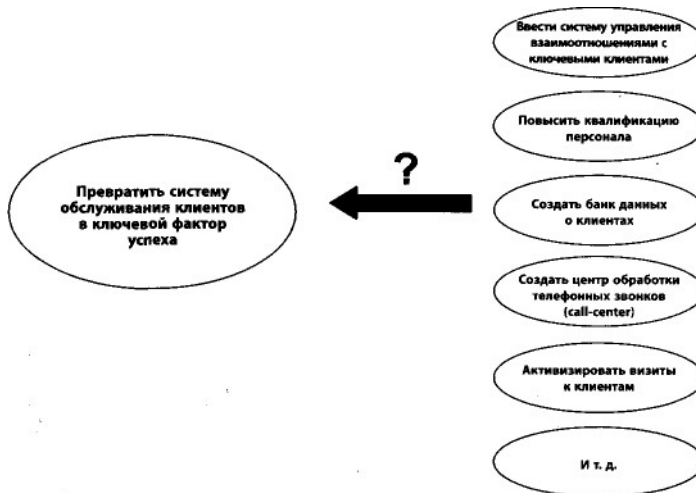 Ввести систему управления
взаимоотношениями с
ключевыми клиентами
Повысить квалификацию
персонала
?
Превратить систему
обслуживания клиентов
в ключевой фактор
успеха
Создать банк данных
о клиентах
Создать центр обработки
телефонных звонков
(call-center)
Активизировать визиты
к клиентам
И т. д.